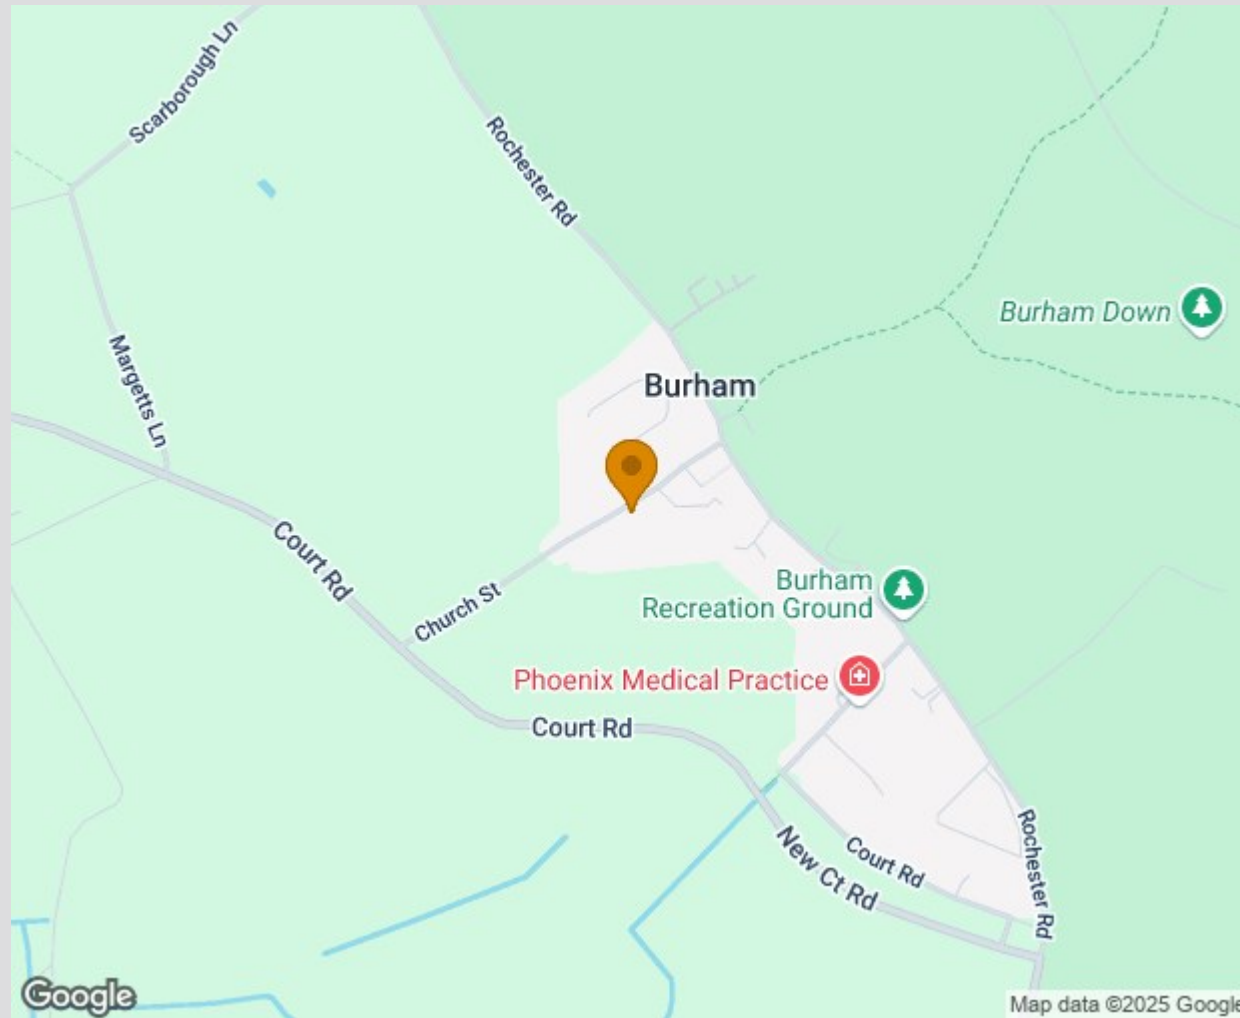 Scarborough Ln
Rochester Rd
Burham Down
Margetts Ln
Burham
Court Rd
Church St
Burham
Recreation Ground
Phoenix Medical Practice
Court Rd
New Ct Rd
Court Rd
Rochester Rd
Google
Map data ©2025 Google